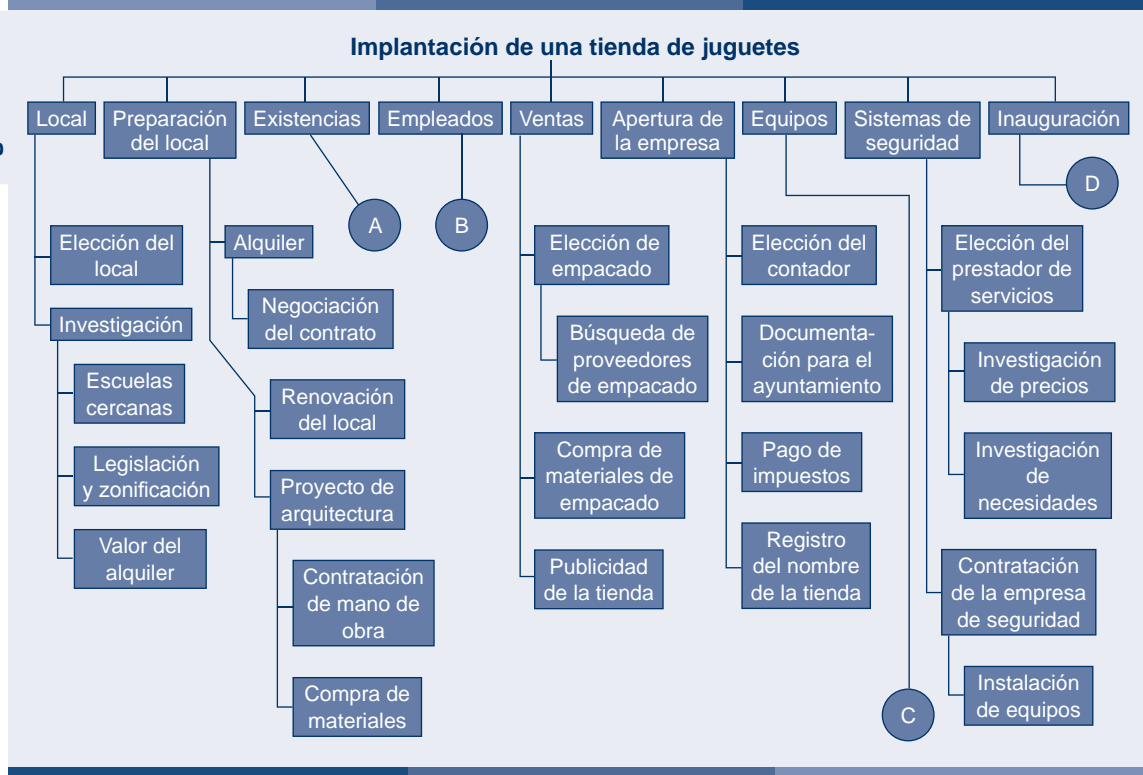 Implantación de una tienda de juguetes
Local
Preparación
del local
Existencias
Empleados
Ventas
Apertura de
la empresa
Equipos
Sistemas de
seguridad
Inauguración
A
B
D
Elección del
local
Investigación
Escuelas
cercanas
Legislación
y zonificación
Valor del
alquiler
Alquiler
Negociación
del contrato
Renovación
del local
Proyecto de
arquitectura
Contratación
de mano de
obra
Compra de
materiales
Elección de
empacado
Búsqueda de
proveedores
de empacado
Compra de
materiales de
empacado
Publicidad
de la tienda
Elección del
contador
Documenta-
ción para el
ayuntamiento
Pago de
impuestos
Registro
del nombre
de la tienda
C
Elección del
prestador de
servicios
Investigación
de precios
Investigación
de
necesidades
Contratación
de la empresa
de seguridad
Instalación
de equipos